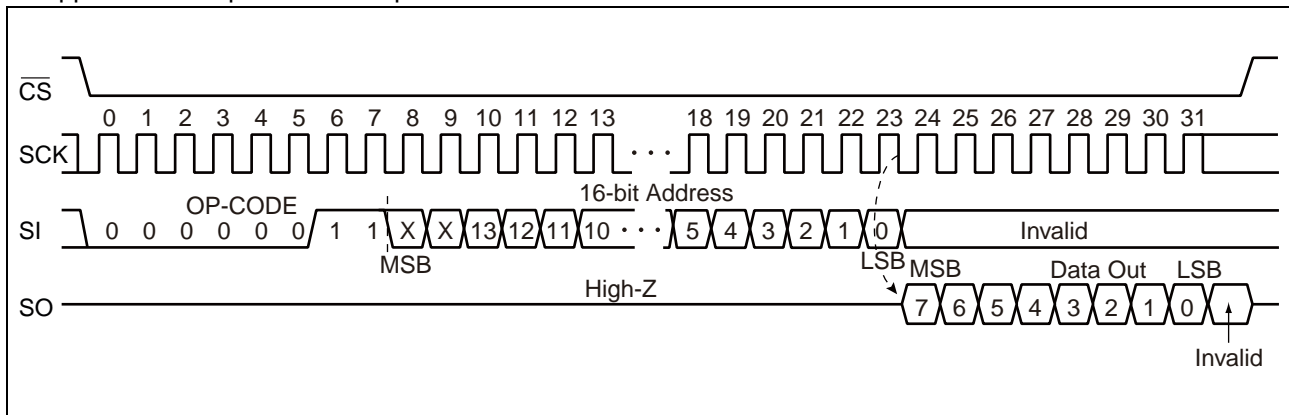 CS
0 1 2 3 4 5 6 7 8 9 10 11 12 13 18 19 20 21 22 23 24 25 26 27 28 29 30 31
SCK ···
OP-CODE 16-bit Address
SI 0 0 0 0 0 0 1 1 X X 13 12 11 10 ··· 5 4 3 2 1 0 Invalid
MSB LSB MSB Data Out LSB
High-Z
SO 7 6 5 4 3 2 1 0
Invalid